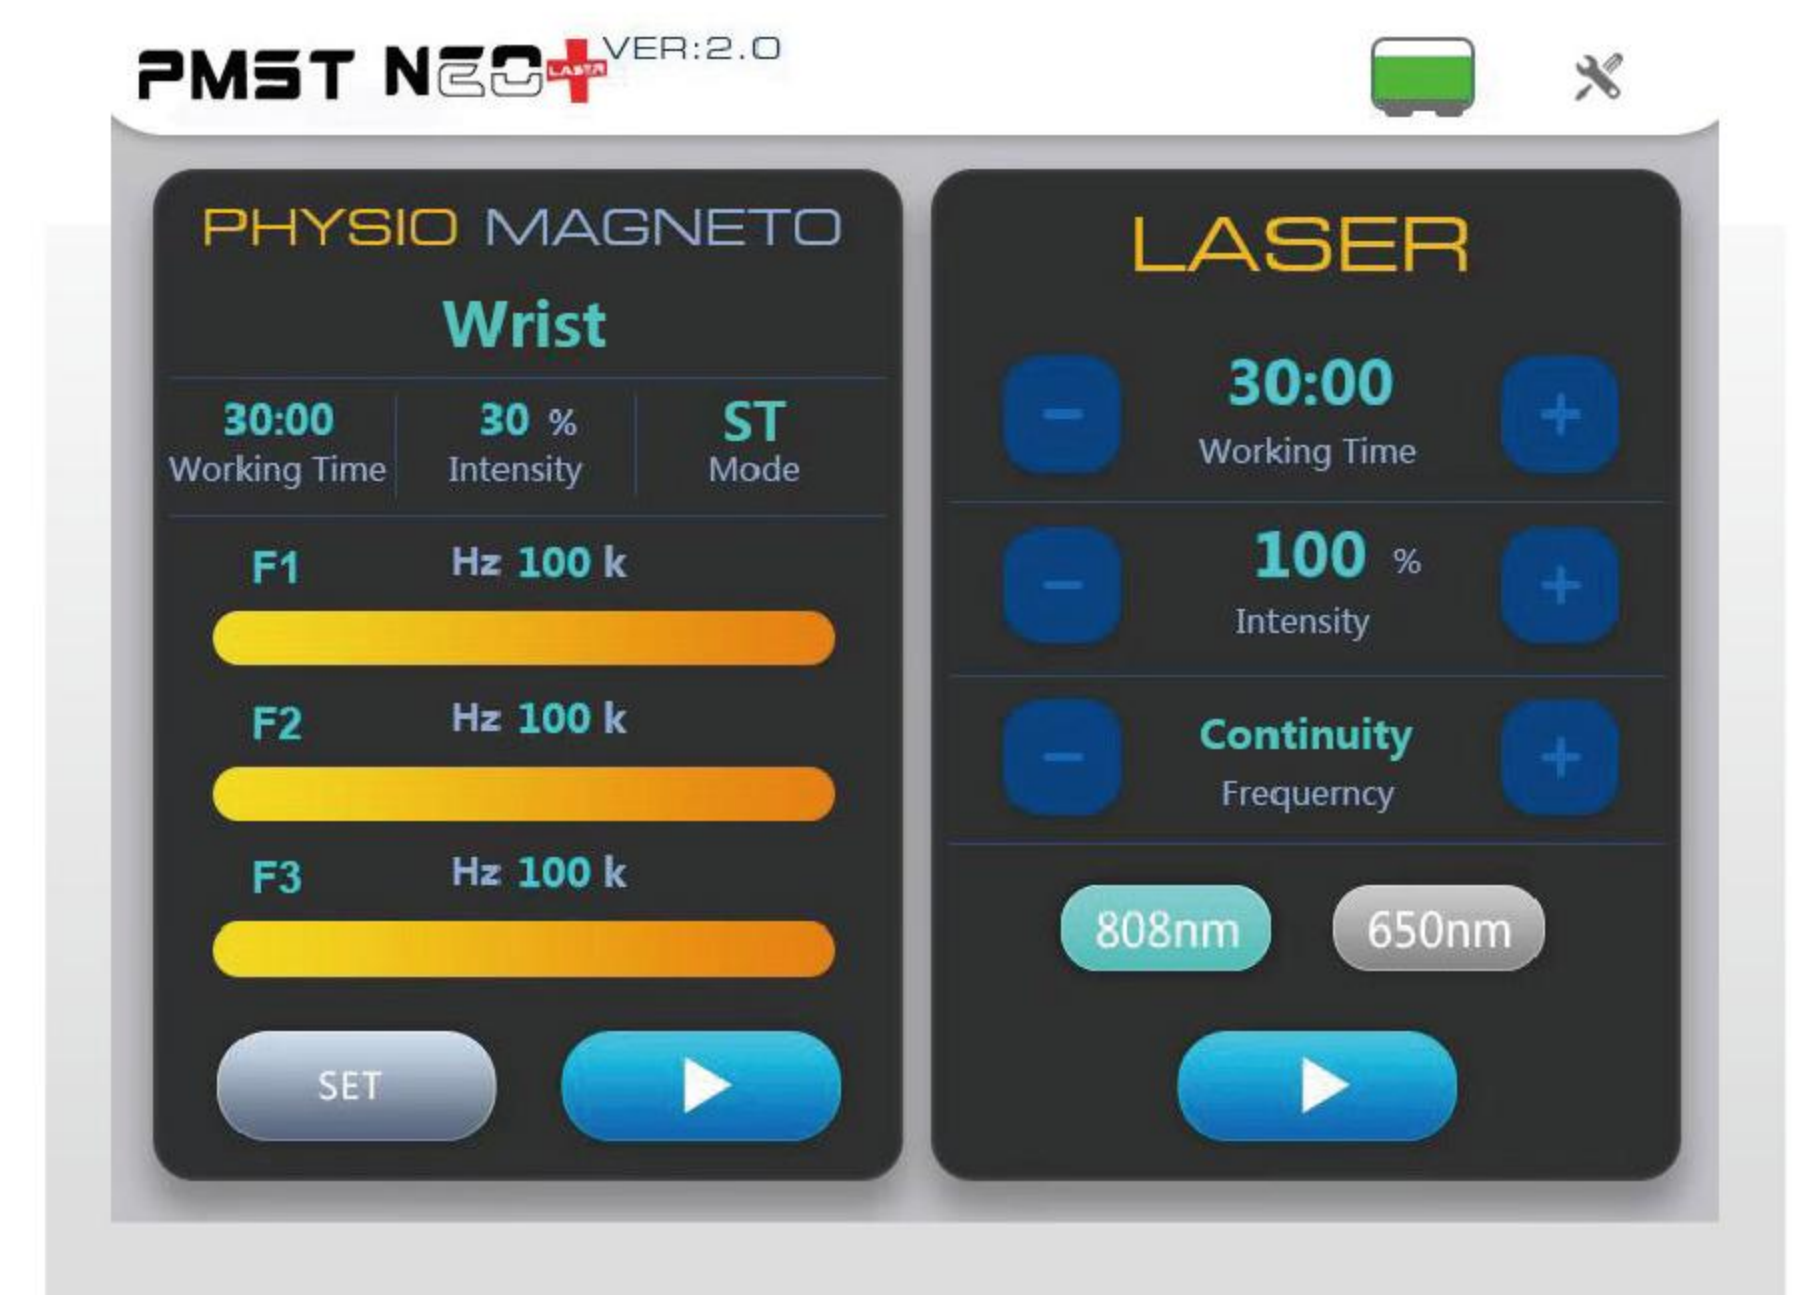 PMST NEO+ LASER VER:2.0
PHYSIO MAGNETO
Wrist
30:00 30 % ST
Working Time Intensity Mode
F1 Hz 100 k
F2 Hz 100 k
F3 Hz 100 k
SET
LASER
30:00
Working Time
100 %
Intensity
Continuity
Frequerncy
808nm 650nm